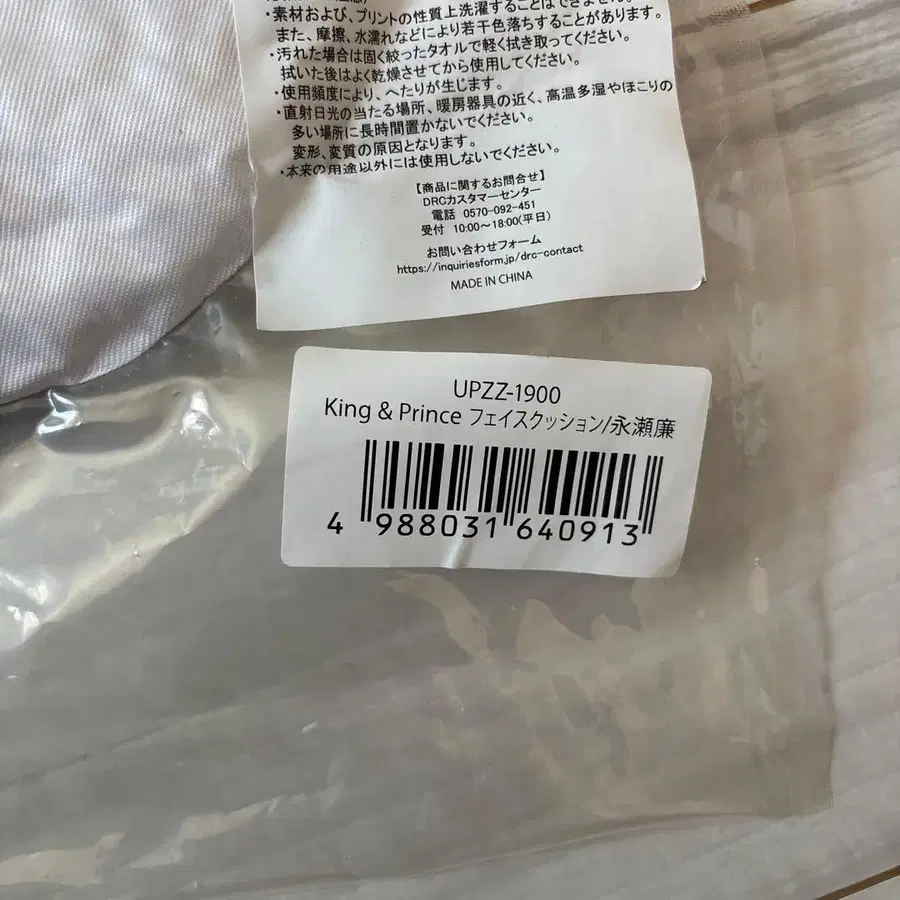 ・素材および、プリントの性質上洗濯することはできません。
また、摩擦、水濡れなどにより若干色落ちすることがあります。
・汚れた場合は固く絞ったタオルで軽く拭き取ってください。
拭いた後はよく乾燥させてから使用してください。
・使用頻度により、へたりが生じます。
・直射日光の当たる場所、暖房器具の近く、高温多湿やほこりの
多い場所に長時間置かないでください。
変形、変質の原因となります。
・本来の用途以外には使用しないでください。
【商品に関するお問合せ】
DRCカスタマーセンター
電話 0570-092-451
受付 10:00～18:00(平日)
お問い合わせフォーム
https://inquiriesform.jp/drc-contact
MADE IN CHINA
UPZZ-1900
King & Prince フェイスクッション/永瀬廉
4 988031 640913